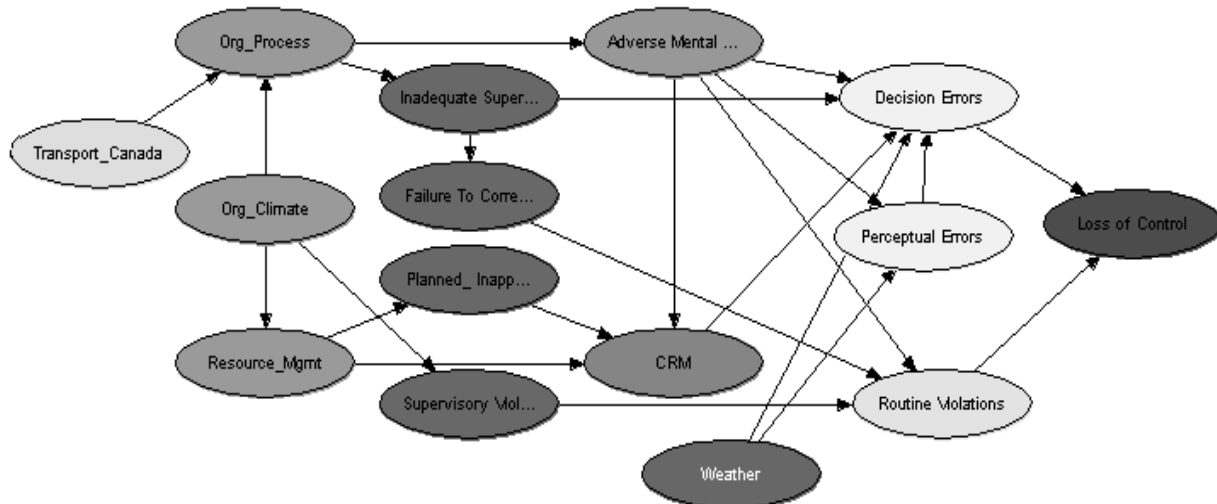 Org_Process
Adverse Mental ...
Inadequate Super...
Decision Errors
Transport_Canada
Failure To Corre...
Org_Climate
Loss of Control
Perceptual Errors
Planned_ Inapp...
Resource_Mgmt
CRM
Supervisory Viol...
Routine Violations
Weather